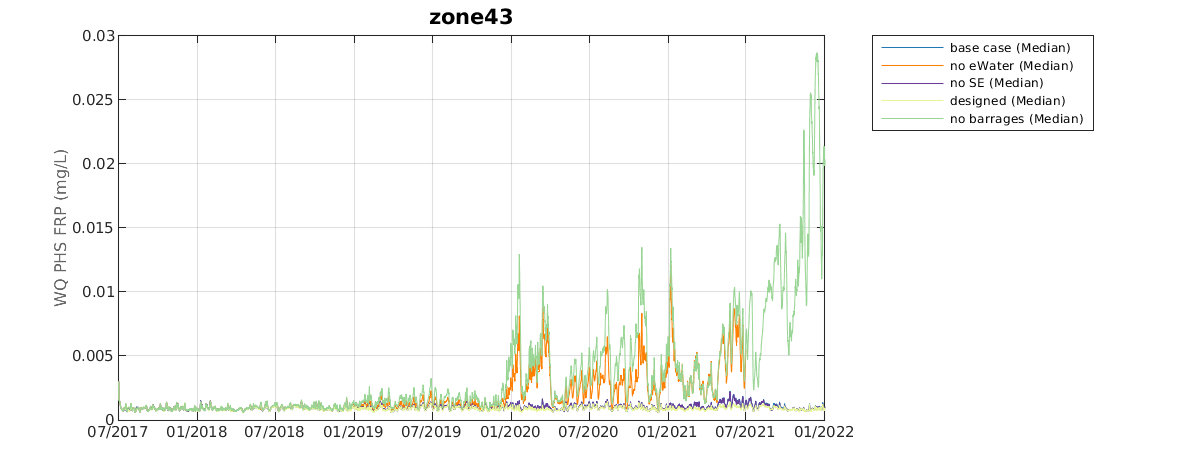 zone43
0.03
0.025
0.02
0.015
0.01
0.005
0
WQ PHS FRP (mg/L)
07/2017 01/2018 07/2018 01/2019 07/2019 01/2020 07/2020 01/2021 07/2021 01/2022
base case (Median)
no eWater (Median)
no SE (Median)
designed (Median)
no barrages (Median)